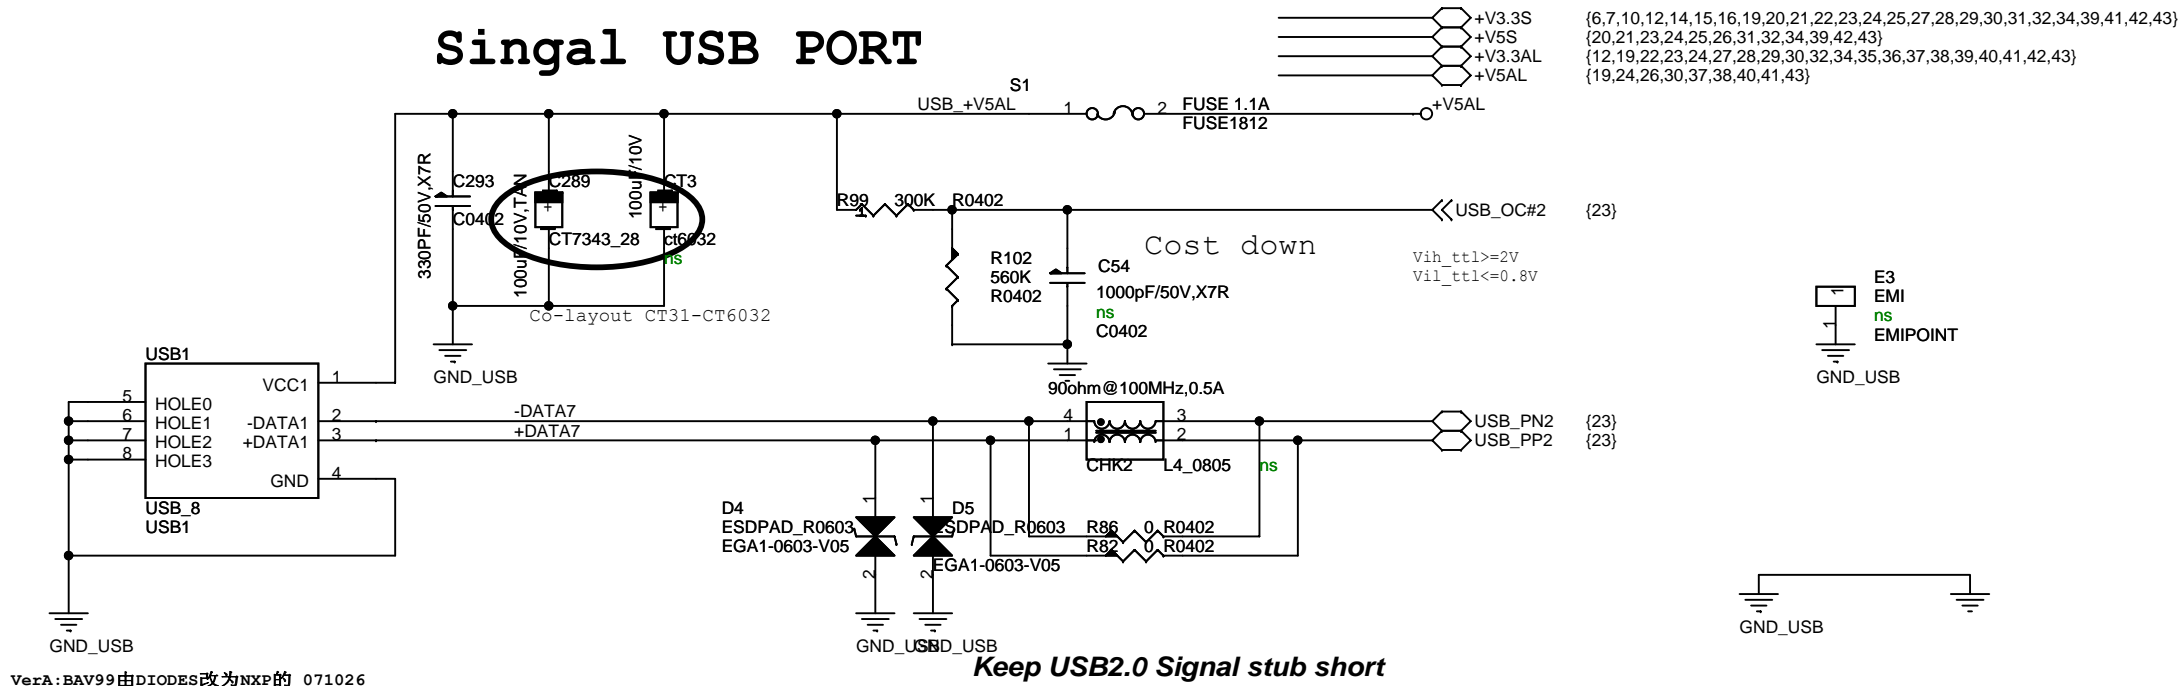 Singal USB PORT
+V3.3S {6,7,10,12,14,15,16,19,20,21,22,23,24,25,27,28,29,30,31,32,34,39,41,42,43}
+V5S {20,21,23,24,25,26,31,32,34,39,42,43}
+V3.3AL {12,19,22,23,24,27,28,29,30,32,34,35,36,37,38,39,40,41,42,43}
+V5AL {19,24,26,30,37,38,40,41,43}
S1
USB_+V5AL 1 2 FUSE 1.1A +V5AL
FUSE1812
330PF/50V,X7R
C293
C0402
100uF/10V,TAN
C289
+
CT7343_28
100uF/10V
CT3
+
ct6032
ns
Co-layout CT31-CT6032
GND_USB
R99 300K R0402
1
USB_OC#2 {23}
Cost down
R102
560K
R0402
C54
1000pF/50V,X7R
ns
C0402
Vih_ttl>=2V
Vil_ttl<=0.8V
E3
EMI
ns
EMIPOINT
1
1
GND_USB
USB1
VCC1 1
5 HOLE0
6 HOLE1 -DATA1 2
7 HOLE2 +DATA1 3
8 HOLE3
GND 4
USB_8
USB1
-DATA7
+DATA7
90ohm@100MHz,0.5A
4 3
1 2
CHK2 L4_0805 ns
USB_PN2 {23}
USB_PP2 {23}
D4
ESDPAD_R0603
EGA1-0603-V05
1
2
D5
ESDPAD_R0603
EGA1-0603-V05
1
2
R86 0 R0402
R82 0 R0402
GND_USB
GND_USB
GND_USB
GND_USB
Keep USB2.0 Signal stub short
VerA:BAV99由DIODES改为NXP的 071026